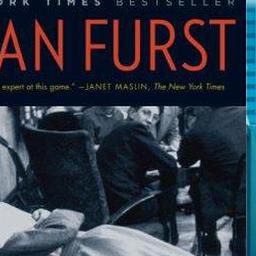 ORK TIMES BESTSELLER
AN FURST
expert at this game." —JANET MASLIN, The New York Times